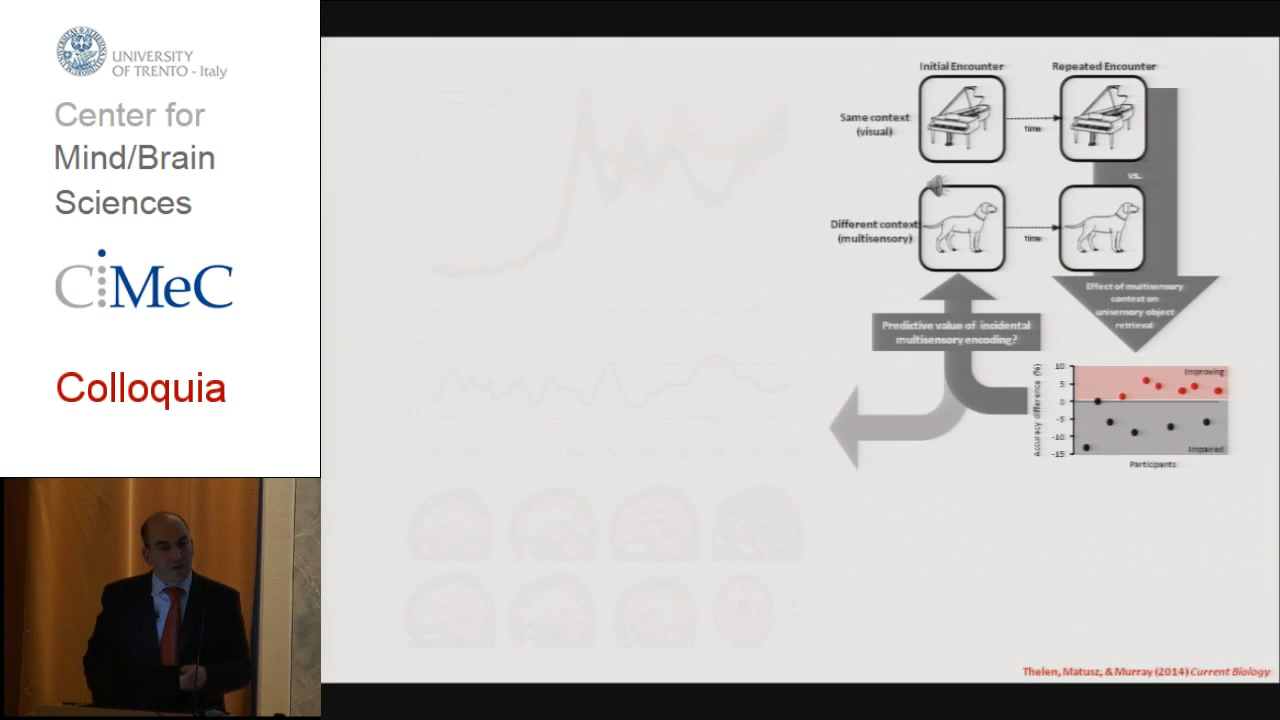 UNIVERSITY
OF TRENTO - Italy
Center for
Mind/Brain
Sciences
CiMeC
Colloquia
Initial Encounter
Repeated Encounter
Same context
(visual)
time
vs.
Different context
(multisensory)
time
Effect of multisensory
context on
unisensory object
retrieval
Predictive value of incidental
multisensory encoding?
Accuracy difference (%)
10
5
0
-5
-10
-15
Improving
Impaired
Participants
Thelen, Matusz, & Murray (2014) Current Biology